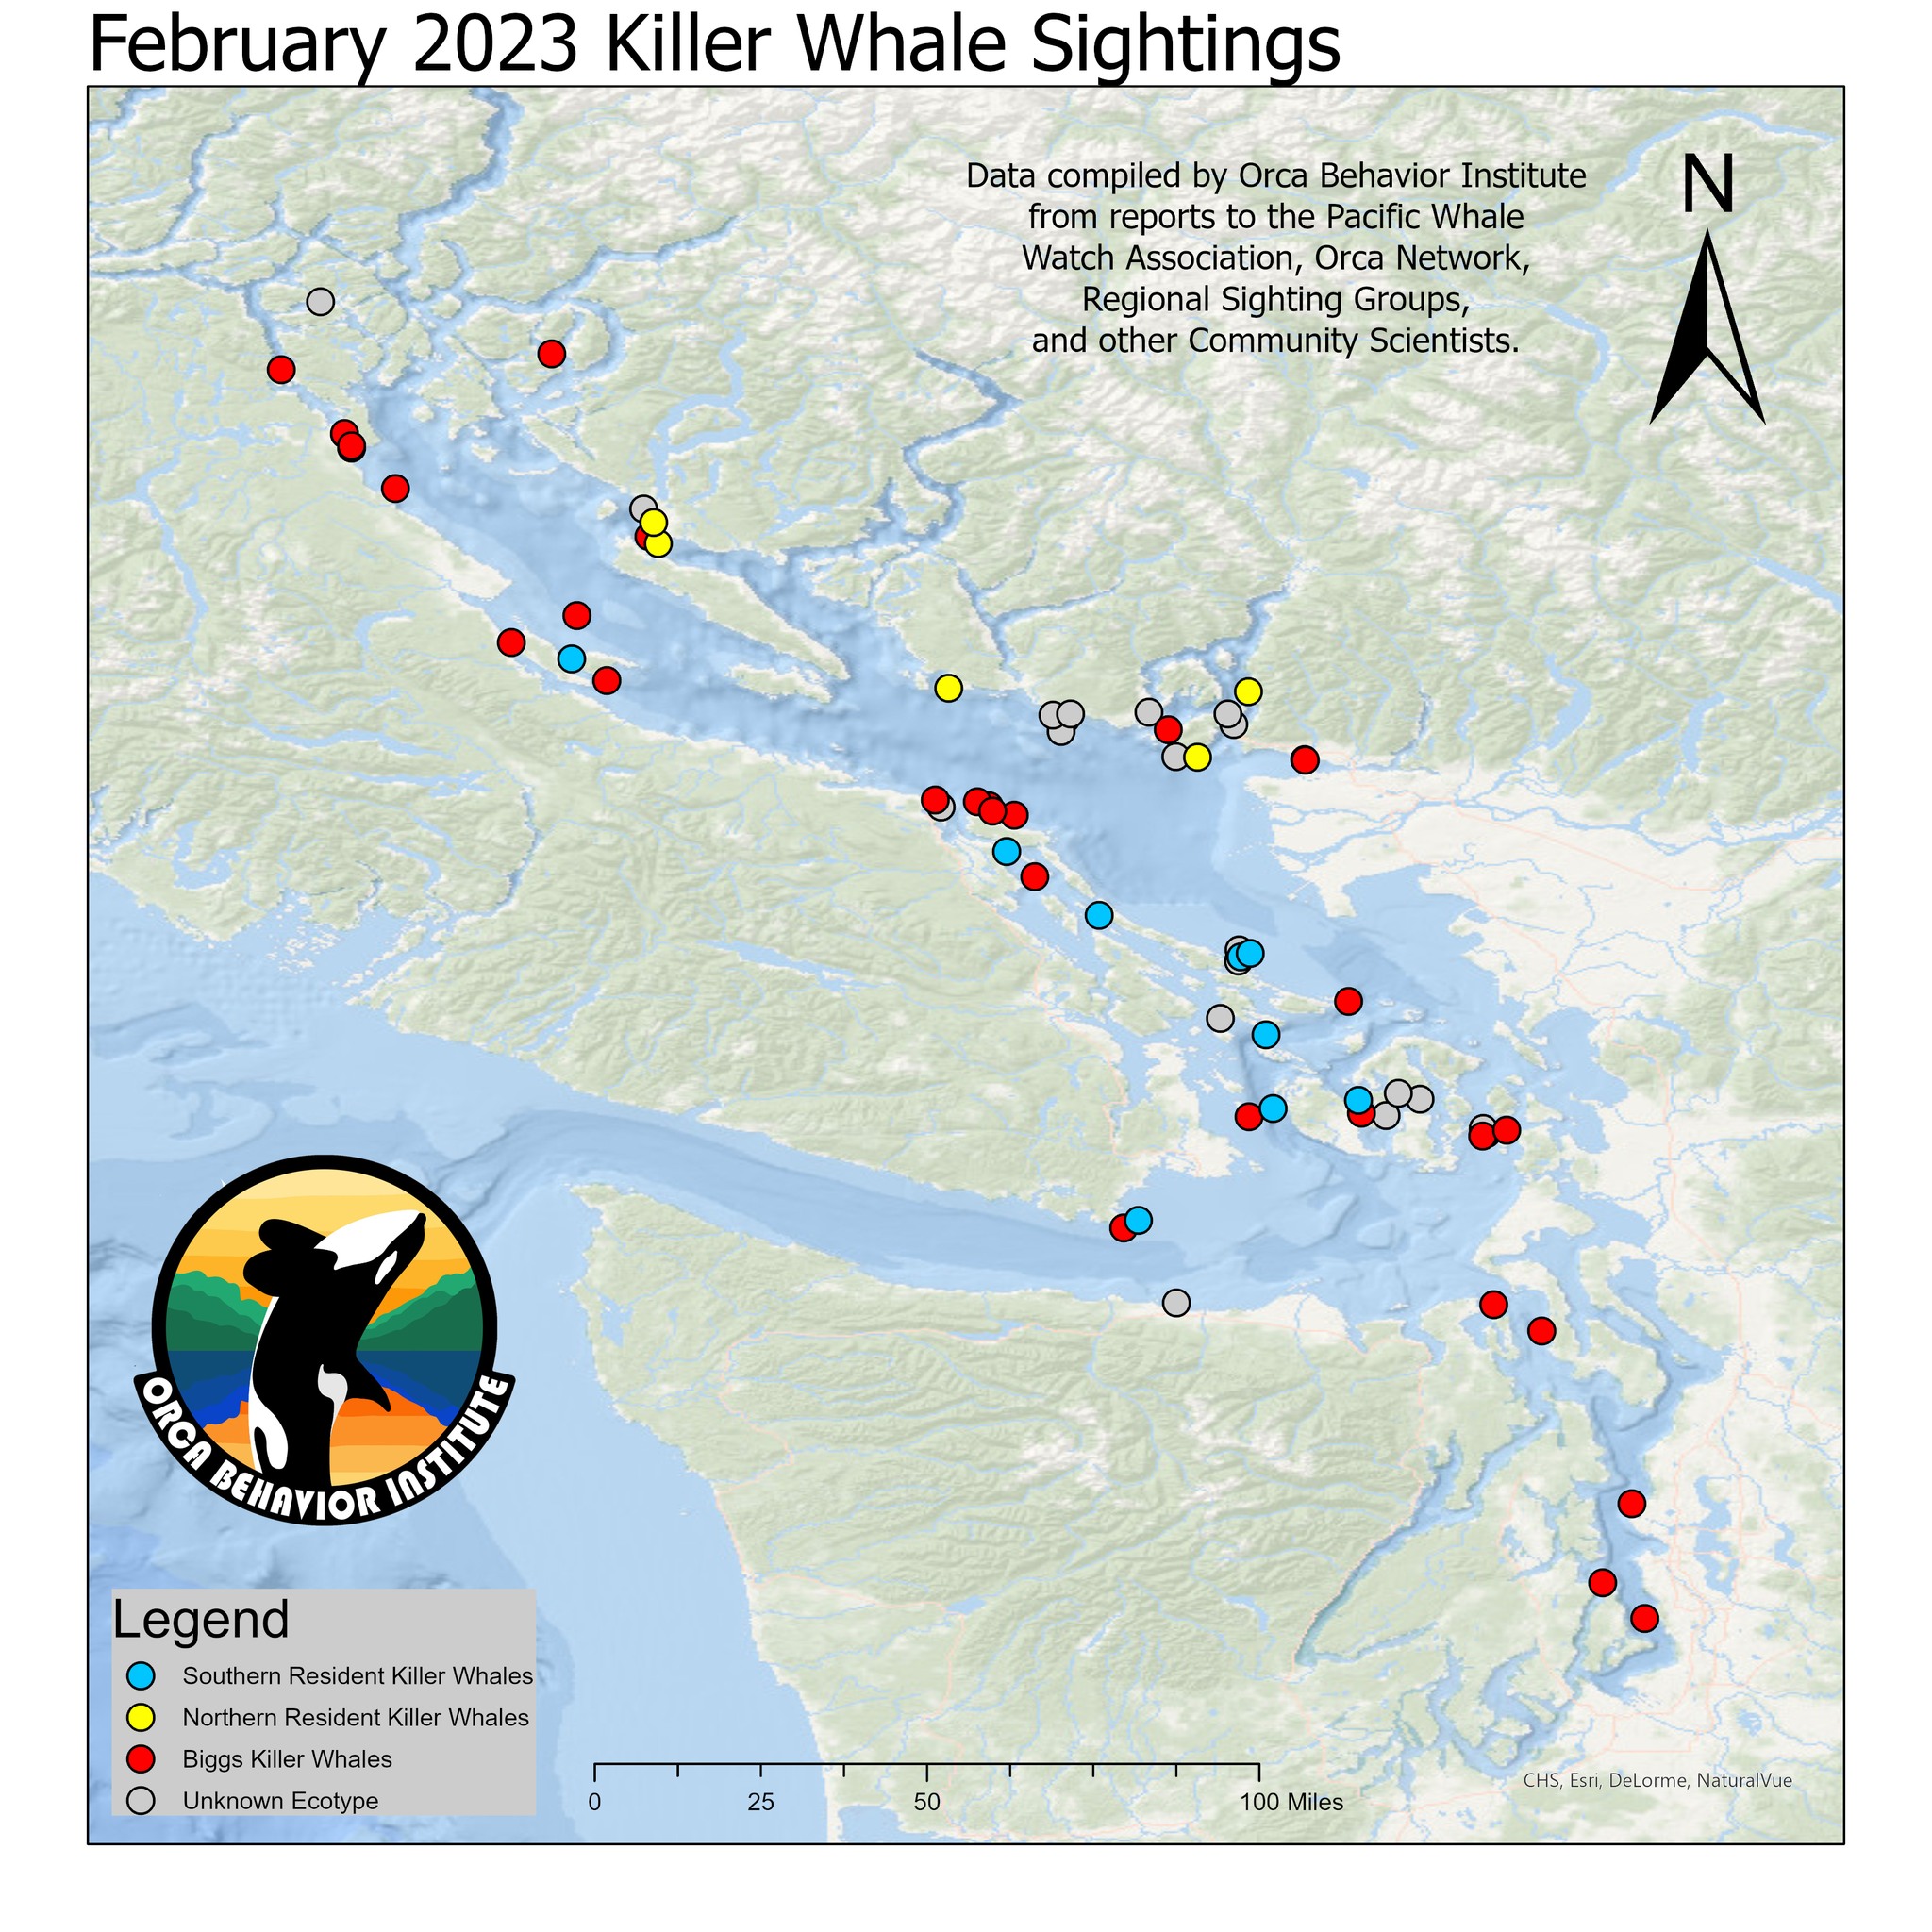 February 2023 Killer Whale Sightings
Data compiled by Orca Behavior Institute
from reports to the Pacific Whale
Watch Association, Orca Network,
Regional Sighting Groups,
and other Community Scientists.
N
ORCA BEHAVIOR INSTITUTE
Legend
Southern Resident Killer Whales
Northern Resident Killer Whales
Biggs Killer Whales
Unknown Ecotype
0 25 50 100 Miles
CHS, Esri, DeLorme, NaturalVue